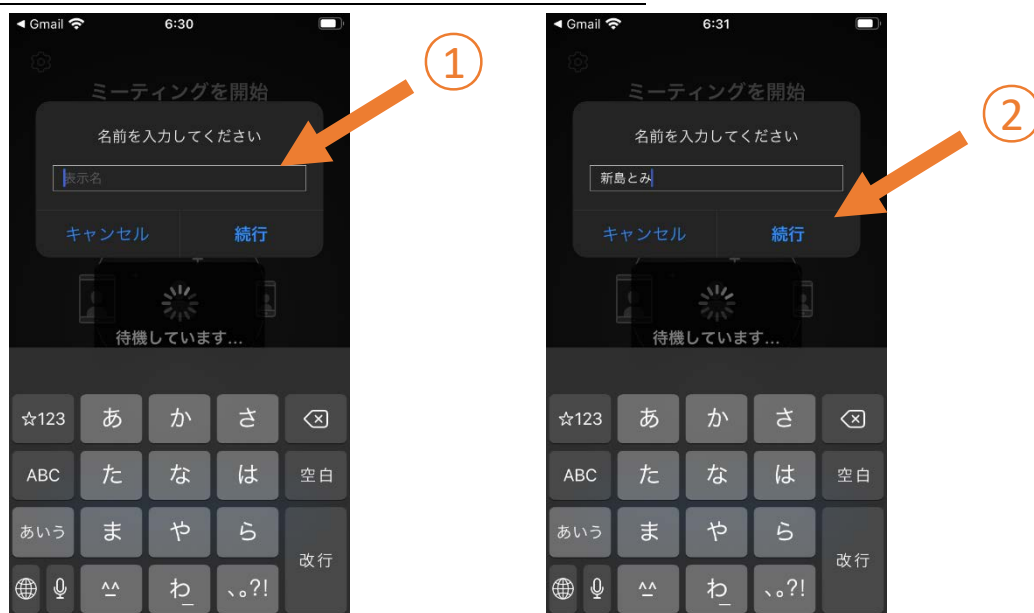 ◀ Gmail 6:30
ミーティングを開始
名前を入力してください
表示名
キャンセル 続行
待機しています...
☆123 あ か さ
ABC た な は 空白
あいう ま や ら
改行
^^ わ_ 、。?!
①
◀ Gmail 6:31
ミーティングを開始
名前を入力してください
新島とみ
キャンセル 続行
待機しています...
☆123 あ か さ
ABC た な は 空白
あいう ま や ら
改行
^^ わ_ 、。?!
②